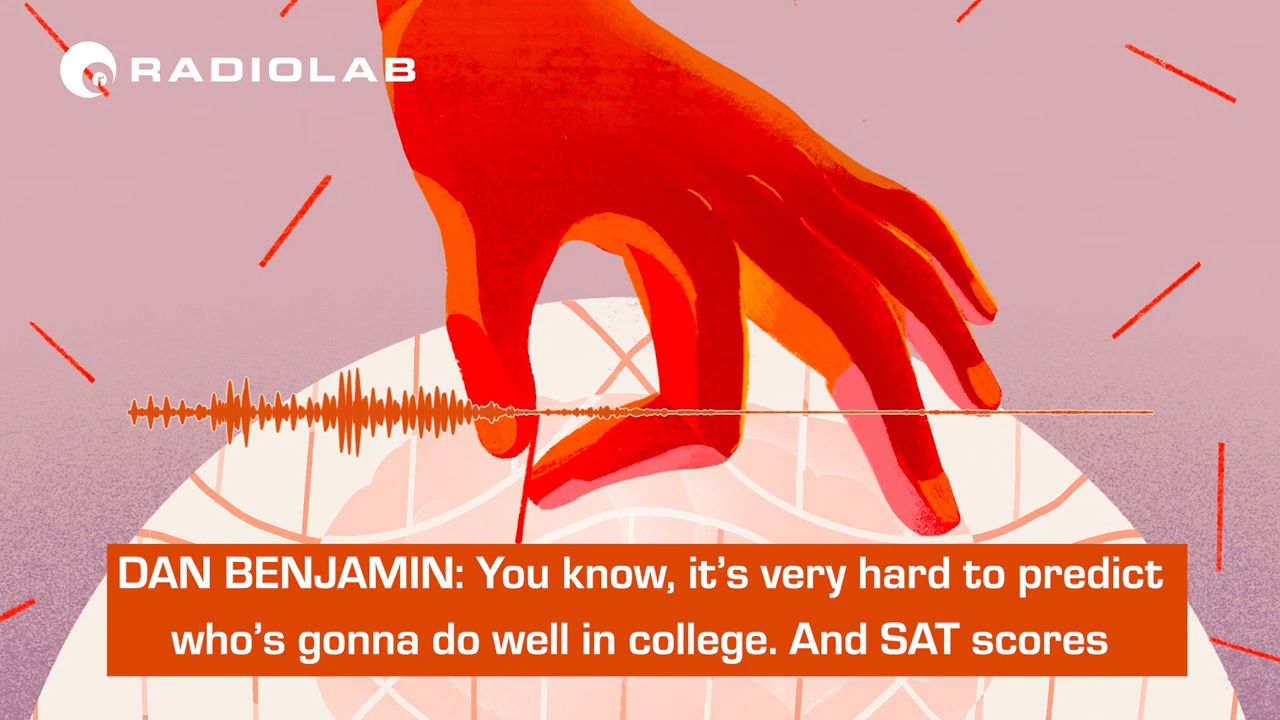 RADIOLAB
DAN BENJAMIN: You know, it's very hard to predict
who's gonna do well in college. And SAT scores